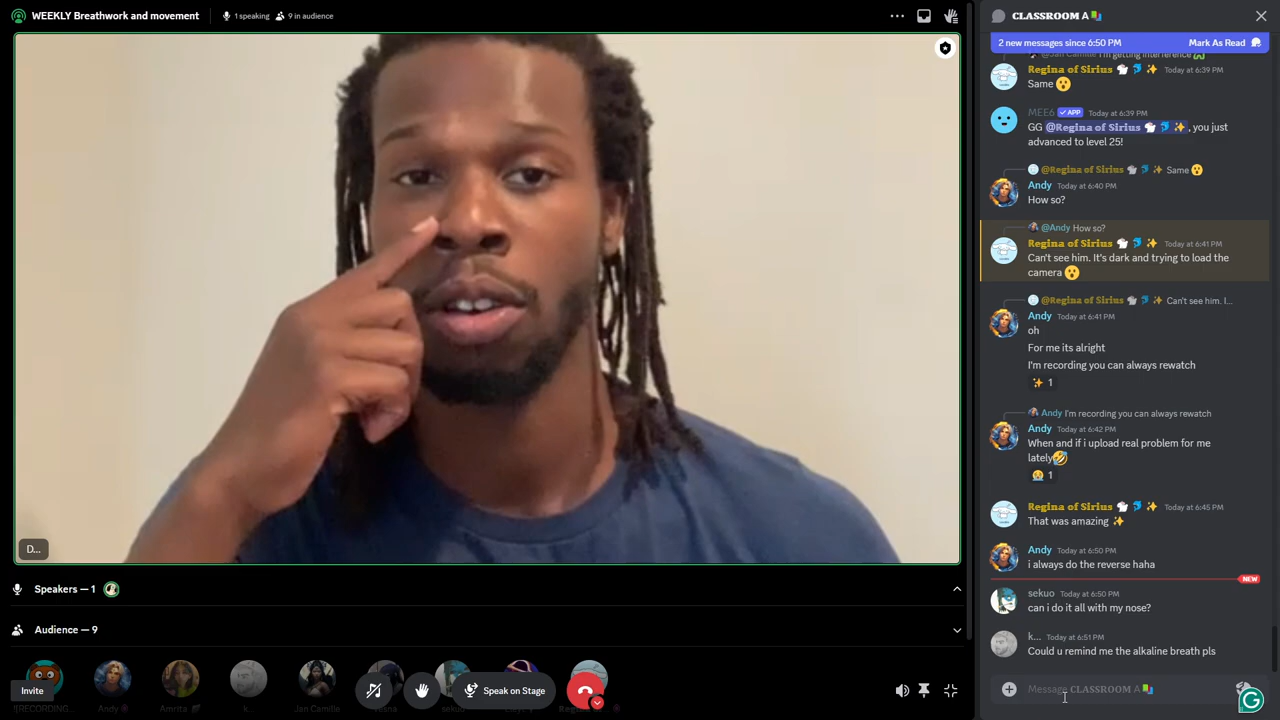 WEEKLY Breathwork and movement
1 speaking
9 in audience
D...
Speakers — 1
Audience — 9
Invite
Andy
Amrita
k...
Jan Camille
Speak on Stage
CLASSROOM A
2 new messages since 6:50 PM
Mark As Read
Regina of Sirius Today at 6:39 PM
Same
MEE6 APP Today at 6:39 PM
GG @Regina of Sirius, you just
advanced to level 25!
@Regina of Sirius Same
Andy Today at 6:40 PM
How so?
@Andy How so?
Regina of Sirius Today at 6:41 PM
Can't see him. It's dark and trying to load the
camera
@Regina of Sirius Can't see him. I...
Andy Today at 6:41 PM
oh
For me its alright
I'm recording you can always rewatch
1
Andy I'm recording you can always rewatch
Andy Today at 6:42 PM
When and if i upload real problem for me
lately
1
Regina of Sirius Today at 6:45 PM
That was amazing
Andy Today at 6:50 PM
i always do the reverse haha
NEW
sekuo Today at 6:50 PM
can i do it all with my nose?
k... Today at 6:51 PM
Could u remind me the alkaline breath pls
Message CLASSROOM A